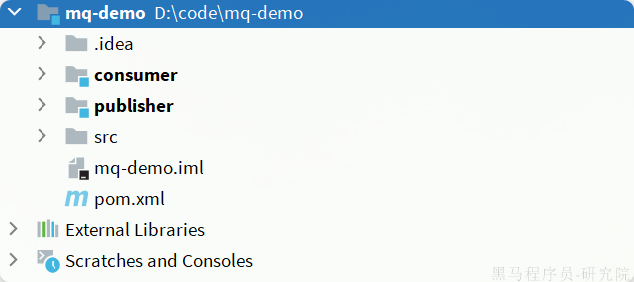 mq-demo D:\code\mq-demo
.idea
consumer
publisher
src
mq-demo.iml
pom.xml
External Libraries
Scratches and Consoles
黑马程序员-研究院